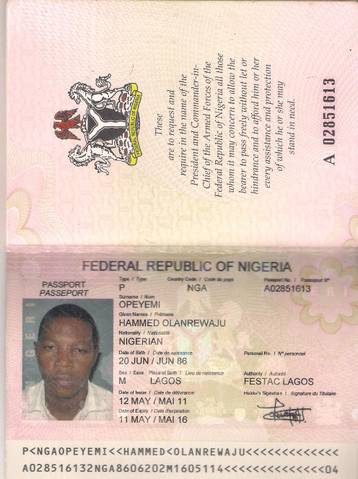 These
are to request and
require in the name of the
President and Commander-in-
Chief of the Armed Forces of the
Federal Republic of Nigeria all those
whom it may concern to allow the
bearer to pass freely without let or
hindrance and to afford him or her
every assistance and protection
of which he or she may
stand in need.
A 02851613
FEDERAL REPUBLIC OF NIGERIA
PASSPORT
PASSEPORT
Type / Type Country Code / Code du pays Passport No. / Passeport Nº
P NGA A02851613
Surname / Nom
OPEYEMI
Given Names / Prénoms
HAMMED OLANREWAJU
Nationality / Nationalité
NIGERIAN
Date of Birth / Date de naissance Personal No. / Nº personnel
20 JUN / JUN 86
Sex / Sexe Place of Birth / Lieu de naissance Authority / Autorité
M LAGOS FESTAC LAGOS
Date of Issue / Date de délivrance Holder's Signature / Signature du Titulaire
12 MAY / MAI 11
Date of Expiry / Date d'expiration
11 MAY / MAI 16
P<NGAOPEYEMI<<HAMMED<OLANREWAJU<<<<<<<<<<<<<
A028516132NGA8606202M1605114<<<<<<<<<<<<<<04